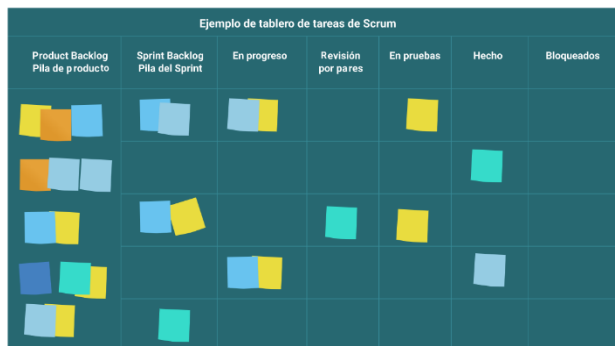 Ejemplo de tablero de tareas de Scrum
Product Backlog
Pila de producto
Sprint Backlog
Pila del Sprint
En progreso
Revisión
por pares
En pruebas
Hecho
Bloqueados